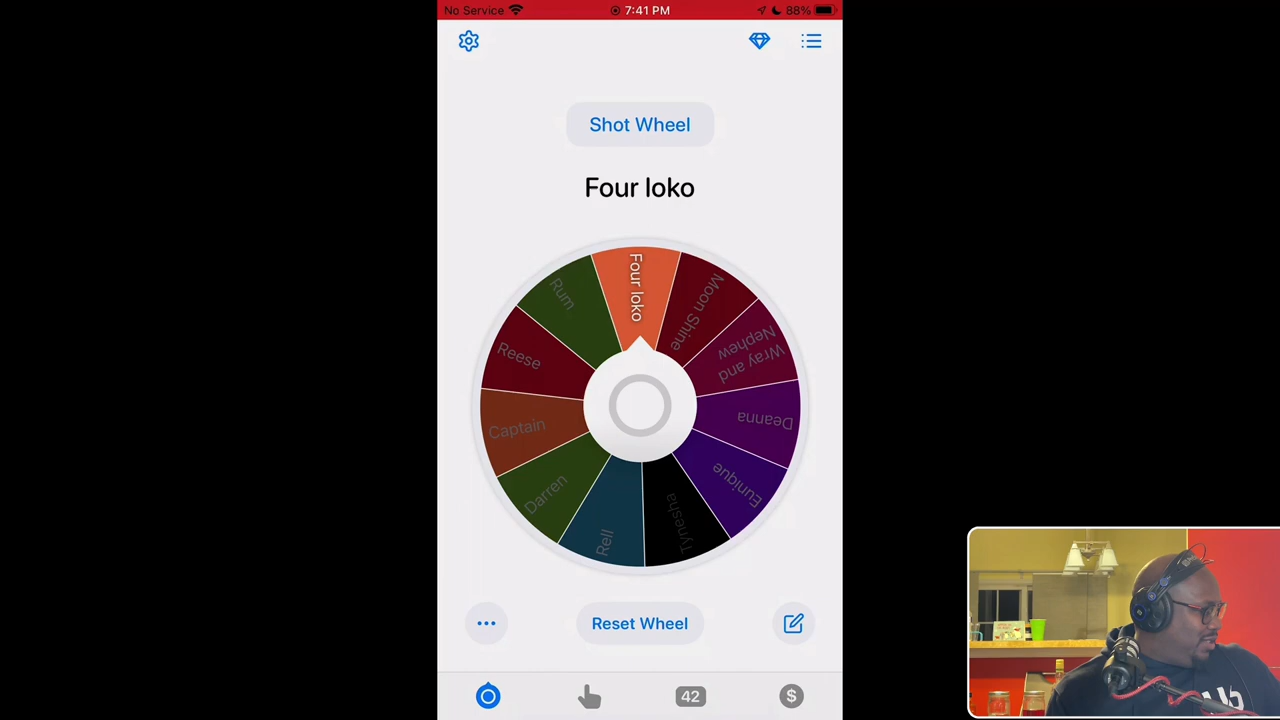 No Service 7:41 PM 88%
Shot Wheel
Four loko
Four loko
Moon Shine
Wray and
Nephew
Deanna
Eunique
Tynesha
Rell
Darren
Captain
Reese
Rum
Reset Wheel
42
$